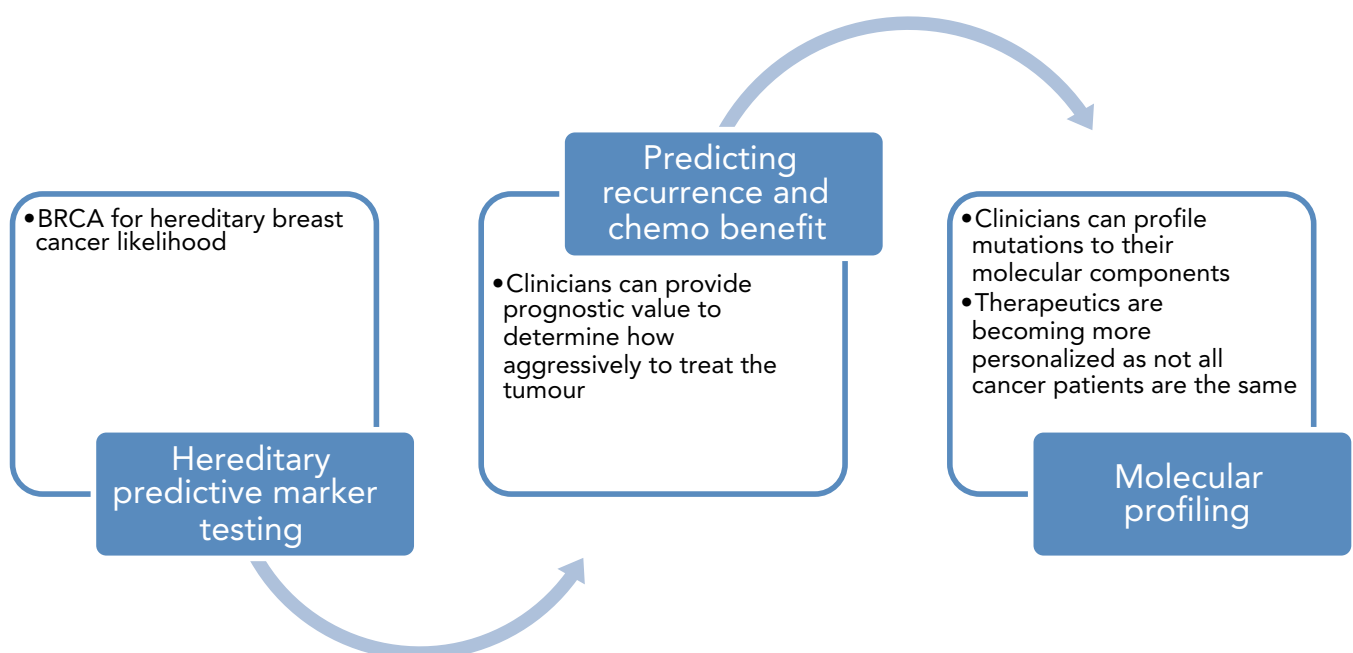 •BRCA for hereditary breast
cancer likelihood
Hereditary
predictive marker
testing
Predicting
recurrence and
chemo benefit
•Clinicians can provide
prognostic value to
determine how
aggressively to treat the
tumour
•Clinicians can profile
mutations to their
molecular components
•Therapeutics are
becoming more
personalized as not all
cancer patients are the same
Molecular
profiling